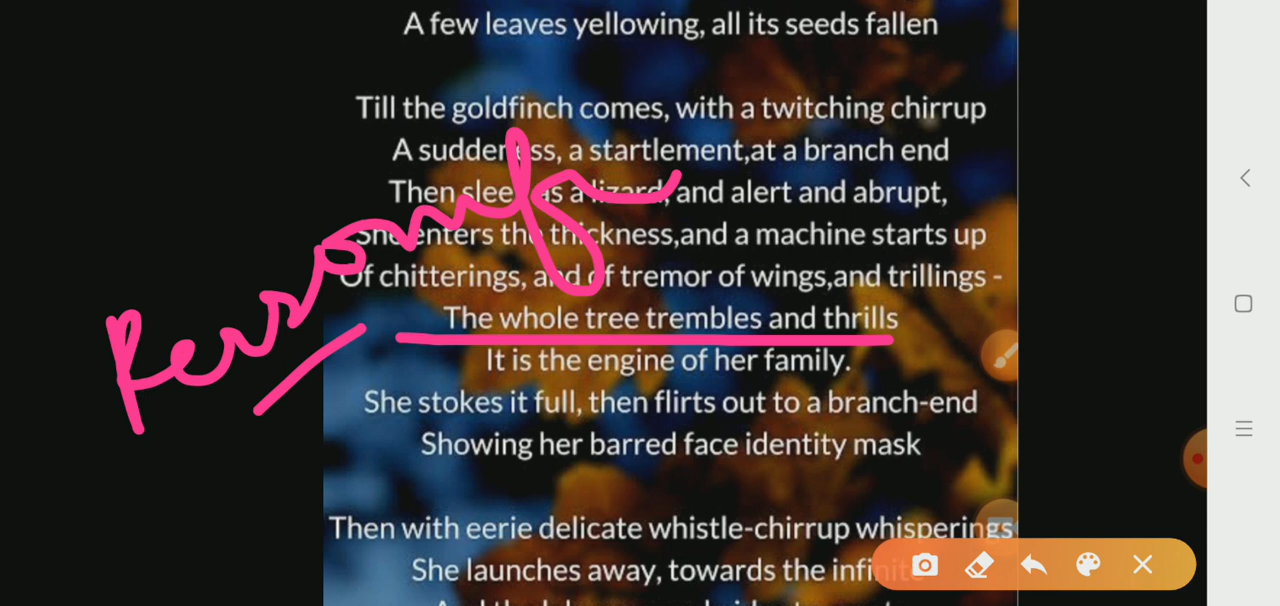 A few leaves yellowing, all its seeds fallen
Till the goldfinch comes, with a twitching chirrup
A suddenness, a startlement,at a branch end
Then sleek as a lizard, and alert and abrupt,
She enters the thickness,and a machine starts up
Of chitterings, and of tremor of wings,and trillings -
The whole tree trembles and thrills
It is the engine of her family.
She stokes it full, then flirts out to a branch-end
Showing her barred face identity mask
Then with eerie delicate whistle-chirrup whisperings
She launches away, towards the infinite